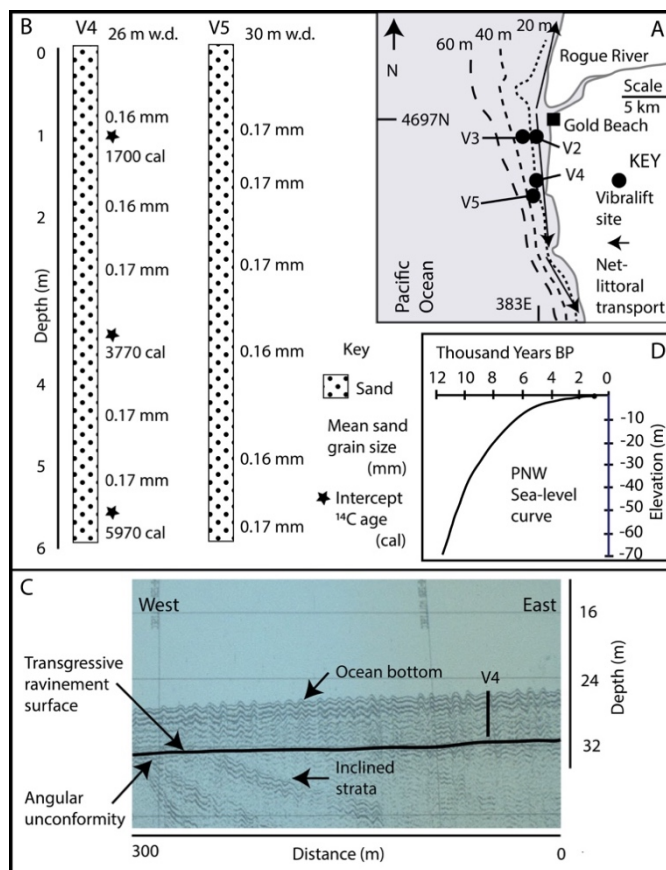 B
V4
26 m w.d.
V5
30 m w.d.
0
1
2
3
4
5
6
Depth (m)
0.16 mm
1700 cal
0.16 mm
0.17 mm
3770 cal
0.17 mm
0.17 mm
5970 cal
0.17 mm
0.17 mm
0.17 mm
0.16 mm
0.16 mm
0.17 mm
Key
Sand
Mean sand
grain size
(mm)
Intercept
¹⁴C age
(cal)
A
20 m
40 m
60 m
N
Rogue River
Scale
5 km
4697N
Gold Beach
V3
V2
V4
V5
KEY
Vibralift
site
Net-
littoral
transport
Pacific
Ocean
383E
D
Thousand Years BP
12 10 8 6 4 2 0
-10
-20
-30
-40
-50
-60
-70
Elevation (m)
PNW
Sea-level
curve
C
West
East
Transgressive
ravinement
surface
Ocean bottom
V4
Inclined
strata
Angular
unconformity
16
24
32
Depth (m)
300
Distance (m)
0